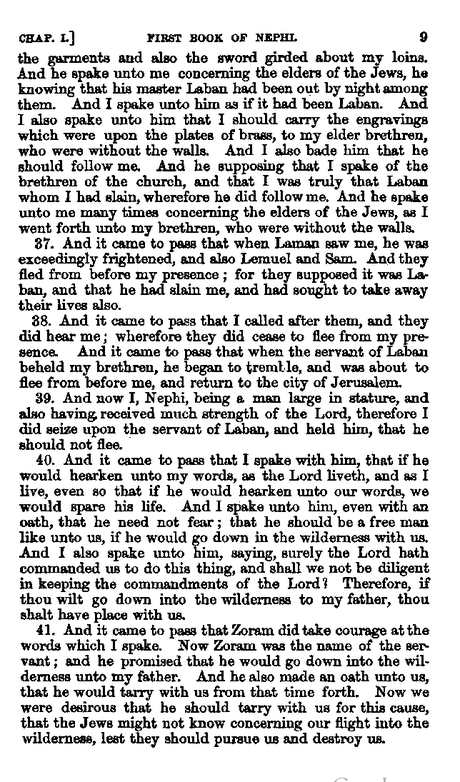 CHAP. I.] FIRST BOOK OF NEPHI. 9
the garments and also the sword girded about my loins.
And he spake unto me concerning the elders of the Jews, he
knowing that his master Laban had been out by night among
them. And I spake unto him as if it had been Laban. And
I also spake unto him that I should carry the engravings
which were upon the plates of brass, to my elder brethren,
who were without the walls. And I also bade him that he
should follow me. And he supposing that I spake of the
brethren of the church, and that I was truly that Laban
whom I had slain, wherefore he did follow me. And he spake
unto me many times concerning the elders of the Jews, as I
went forth unto my brethren, who were without the walls.
37. And it came to pass that when Laman saw me, he was
exceedingly frightened, and also Lemuel and Sam. And they
fled from before my presence; for they supposed it was La-
ban, and that he had slain me, and had sought to take away
their lives also.
38. And it came to pass that I called after them, and they
did hear me; wherefore they did cease to flee from my pre-
sence. And it came to pass that when the servant of Laban
beheld my brethren, he began to tremble, and was about to
flee from before me, and return to the city of Jerusalem.
39. And now I, Nephi, being a man large in stature, and
also having received much strength of the Lord, therefore I
did seize upon the servant of Laban, and held him, that he
should not flee.
40. And it came to pass that I spake with him, that if he
would hearken unto my words, as the Lord liveth, and as I
live, even so that if he would hearken unto our words, we
would spare his life. And I spake unto him, even with an
oath, that he need not fear; that he should be a free man
like unto us, if he would go down in the wilderness with us.
And I also spake unto him, saying, surely the Lord hath
commanded us to do this thing, and shall we not be diligent
in keeping the commandments of the Lord? Therefore, if
thou wilt go down into the wilderness to my father, thou
shalt have place with us.
41. And it came to pass that Zoram did take courage at the
words which I spake. Now Zoram was the name of the ser-
vant; and he promised that he would go down into the wil-
derness unto my father. And he also made an oath unto us,
that he would tarry with us from that time forth. Now we
were desirous that he should tarry with us for this cause,
that the Jews might not know concerning our flight into the
wilderness, lest they should pursue us and destroy us.